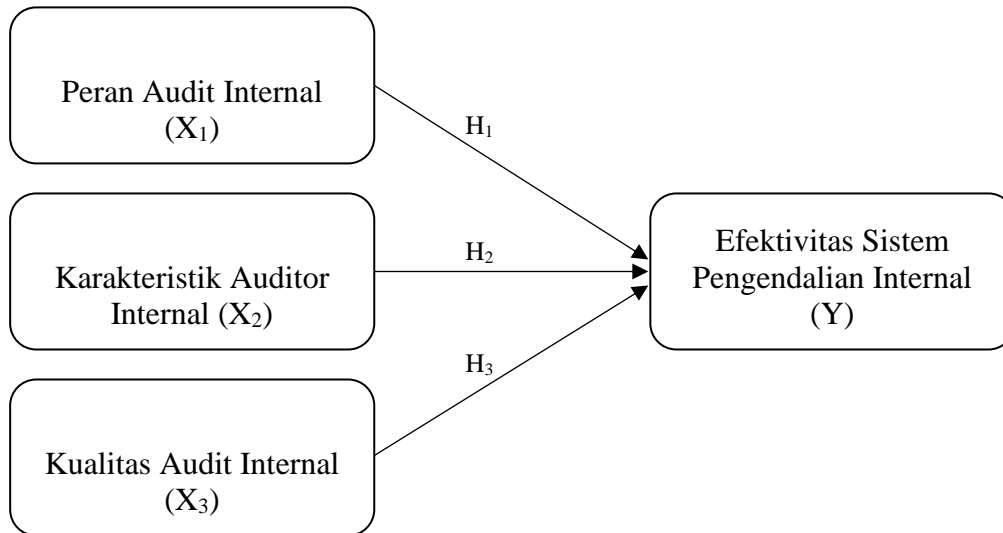 Peran Audit Internal
(X₁)
H₁
Karakteristik Auditor
Internal (X₂)
H₂
Efektivitas Sistem
Pengendalian Internal
(Y)
H₃
Kualitas Audit Internal
(X₃)